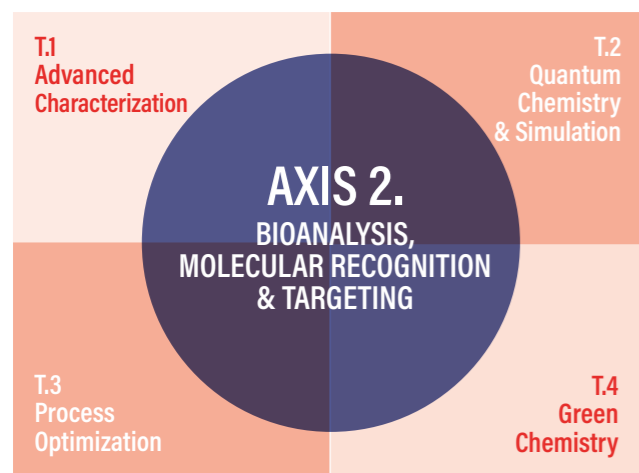 T.1
Advanced
Characterization
T.2
Quantum
Chemistry
& Simulation
AXIS 2.
BIOANALYSIS,
MOLECULAR RECOGNITION
& TARGETING
T.3
Process
Optimization
T.4
Green
Chemistry